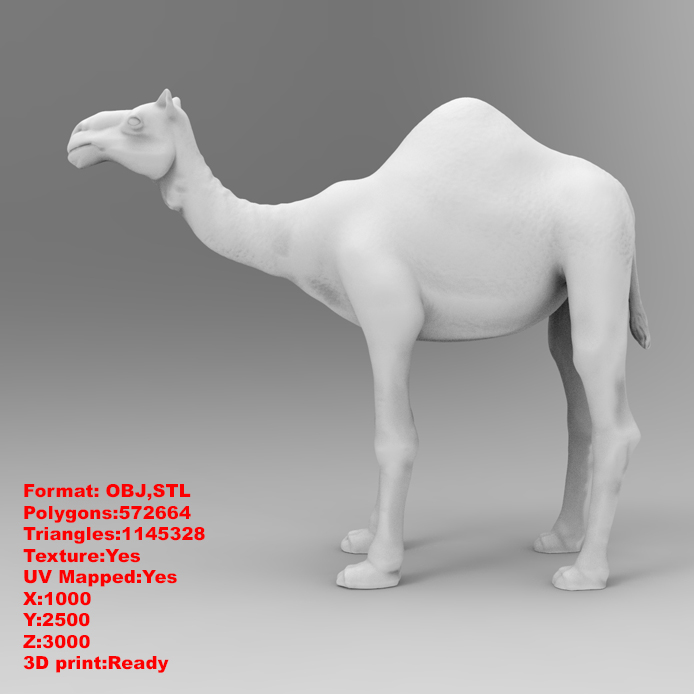 Format: OBJ,STL
Polygons:572664
Triangles:1145328
Texture:Yes
UV Mapped:Yes
X:1000
Y:2500
Z:3000
3D print:Ready